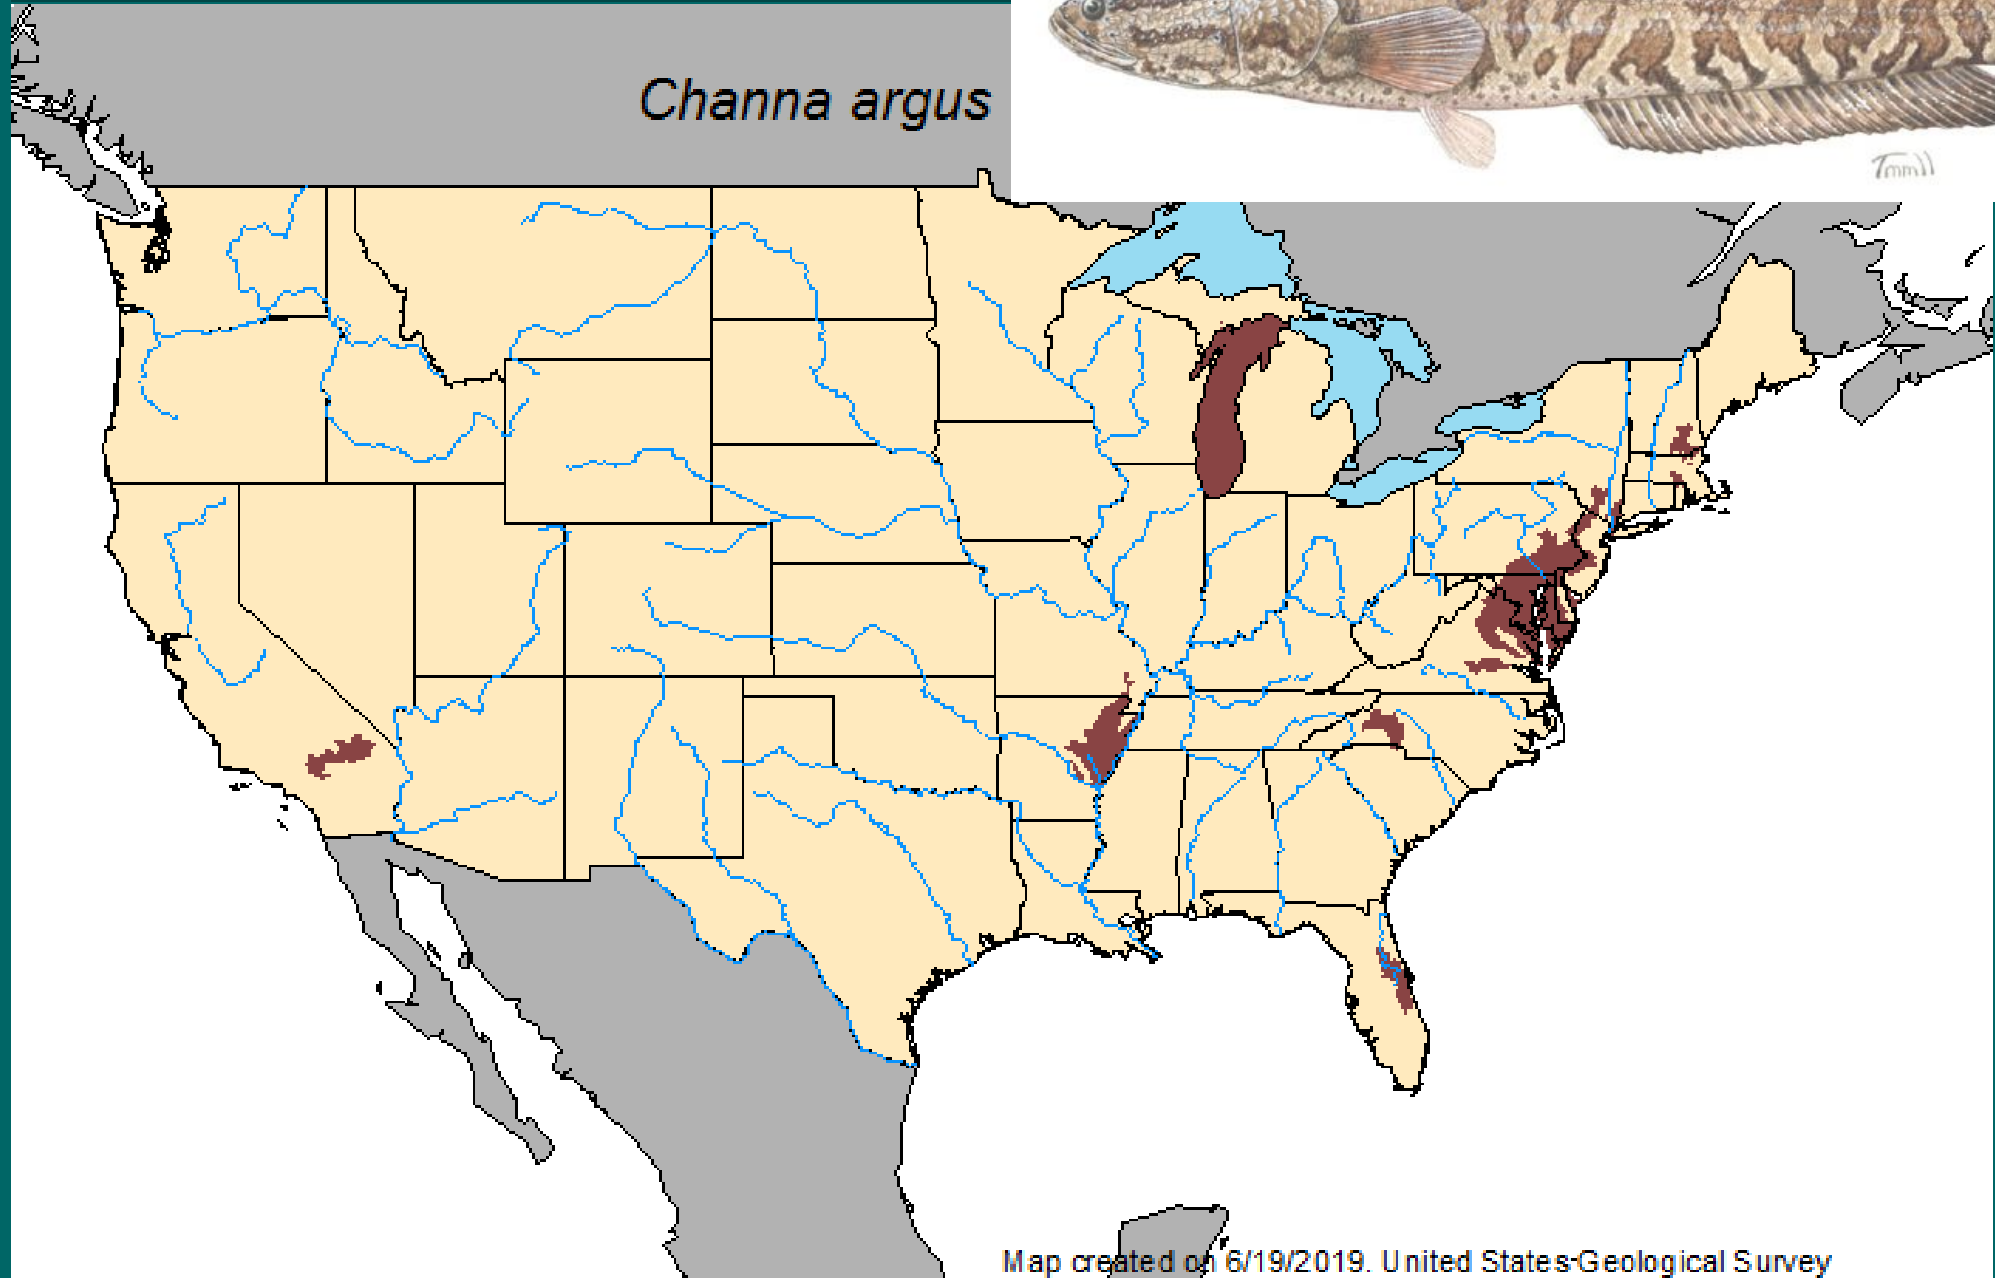 Channa argus
Map created on 6/19/2019. United States Geological Survey